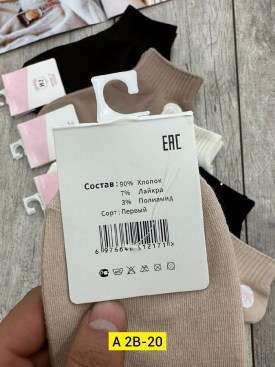 EAC
Состав: 90% Хлопок
7% Лайкра
3% Полиамид
Сорт: Первый
A 2B-20